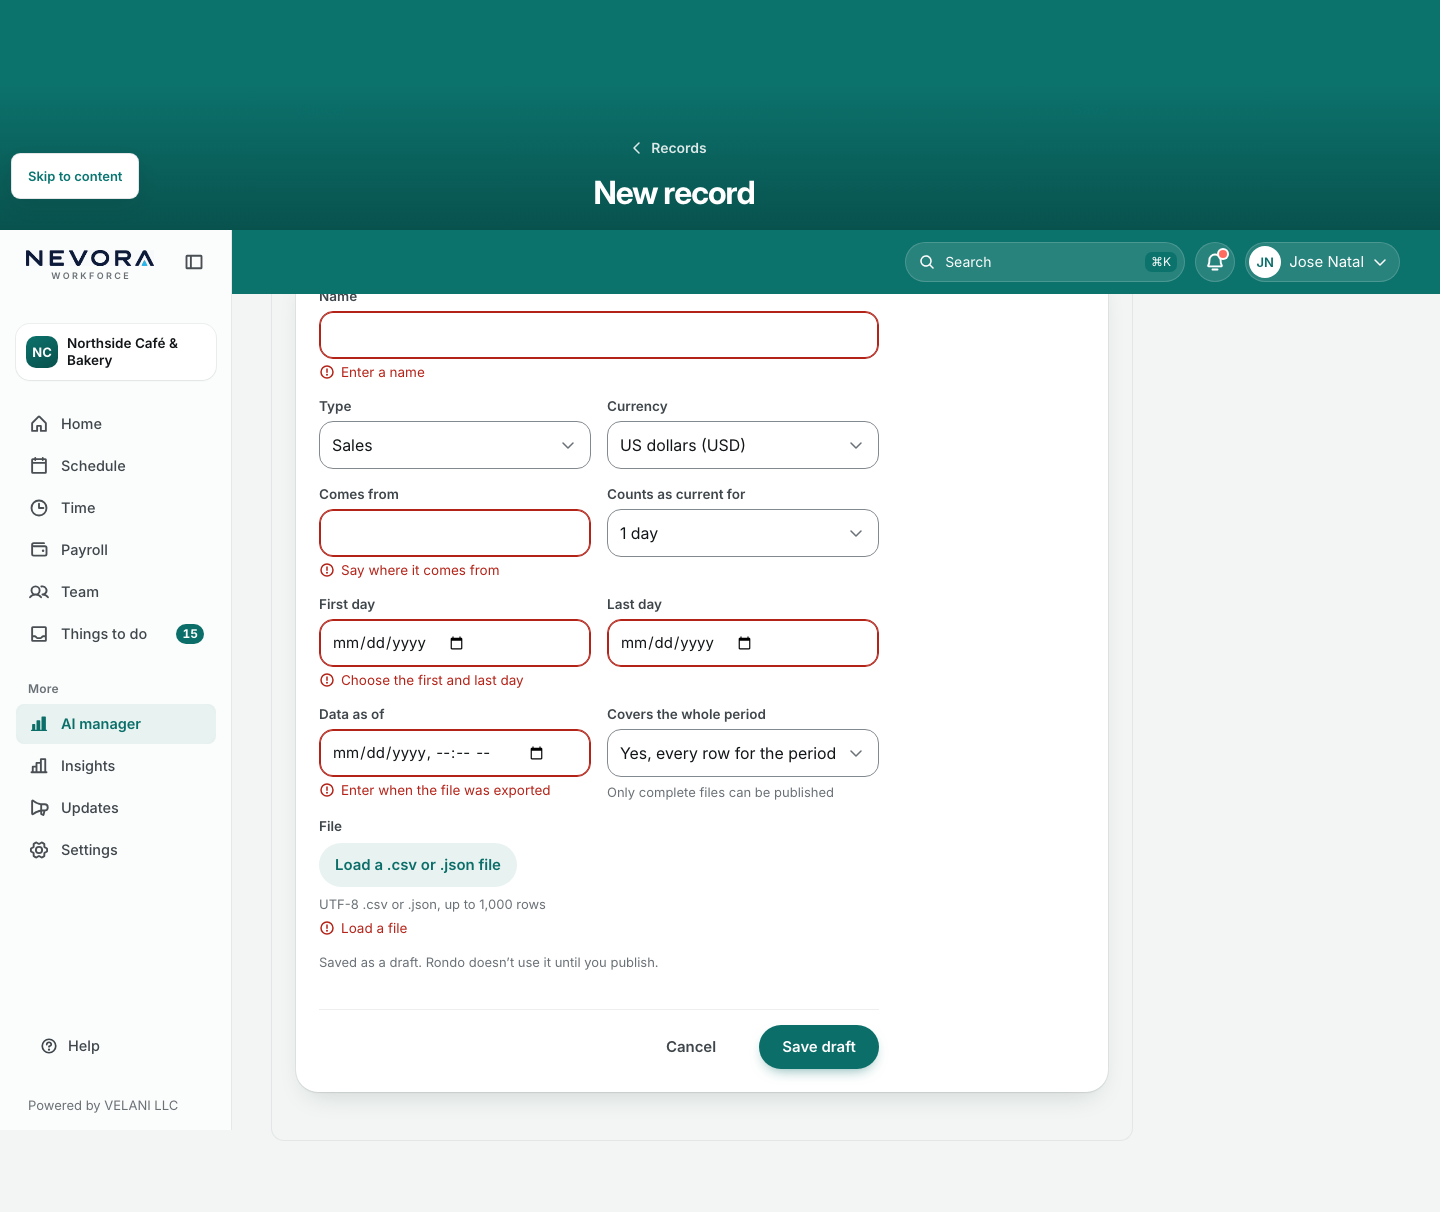 Records
Skip to content
New record
NEVORA
WORKFORCE
Search
⌘K
JN
Jose Natal
NC
Northside Café &
Bakery
Home
Schedule
Time
Payroll
Team
Things to do
15
More
AI manager
Insights
Updates
Settings
Help
Powered by VELANI LLC
Name
Enter a name
Type
Currency
Sales
US dollars (USD)
Comes from
Counts as current for
1 day
Say where it comes from
First day
Last day
mm/dd/yyyy
mm/dd/yyyy
Choose the first and last day
Data as of
Covers the whole period
mm/dd/yyyy, --:-- --
Yes, every row for the period
Enter when the file was exported
Only complete files can be published
File
Load a .csv or .json file
UTF-8 .csv or .json, up to 1,000 rows
Load a file
Saved as a draft. Rondo doesn’t use it until you publish.
Cancel
Save draft